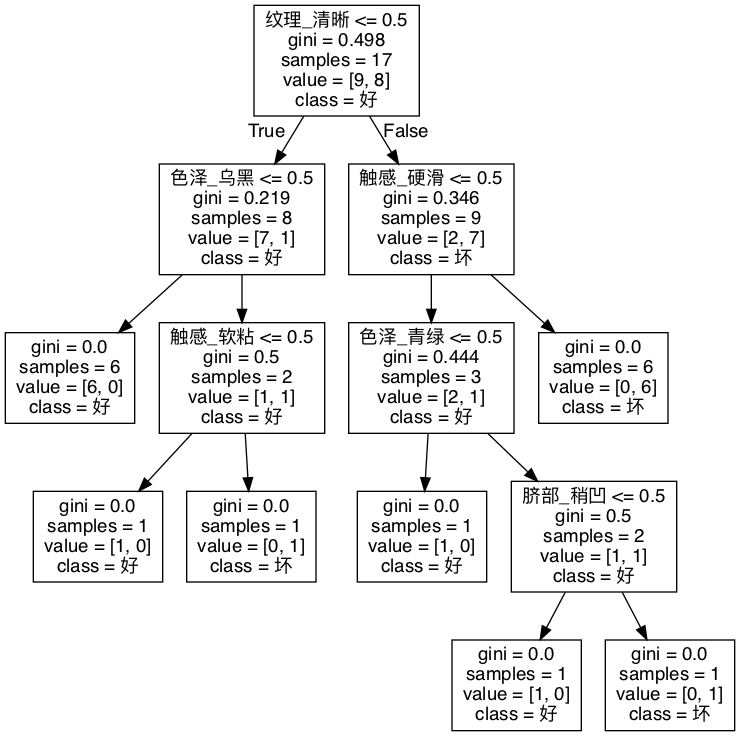 纹理_清晰 <= 0.5
gini = 0.498
samples = 17
value = [9, 8]
class = 好
True
False
色泽_乌黑 <= 0.5
gini = 0.219
samples = 8
value = [7, 1]
class = 好
触感_硬滑 <= 0.5
gini = 0.346
samples = 9
value = [2, 7]
class = 坏
gini = 0.0
samples = 6
value = [6, 0]
class = 好
触感_软粘 <= 0.5
gini = 0.5
samples = 2
value = [1, 1]
class = 好
色泽_青绿 <= 0.5
gini = 0.444
samples = 3
value = [2, 1]
class = 好
gini = 0.0
samples = 6
value = [0, 6]
class = 坏
gini = 0.0
samples = 1
value = [1, 0]
class = 好
gini = 0.0
samples = 1
value = [0, 1]
class = 坏
gini = 0.0
samples = 1
value = [1, 0]
class = 好
脐部_稍凹 <= 0.5
gini = 0.5
samples = 2
value = [1, 1]
class = 好
gini = 0.0
samples = 1
value = [1, 0]
class = 好
gini = 0.0
samples = 1
value = [0, 1]
class = 坏